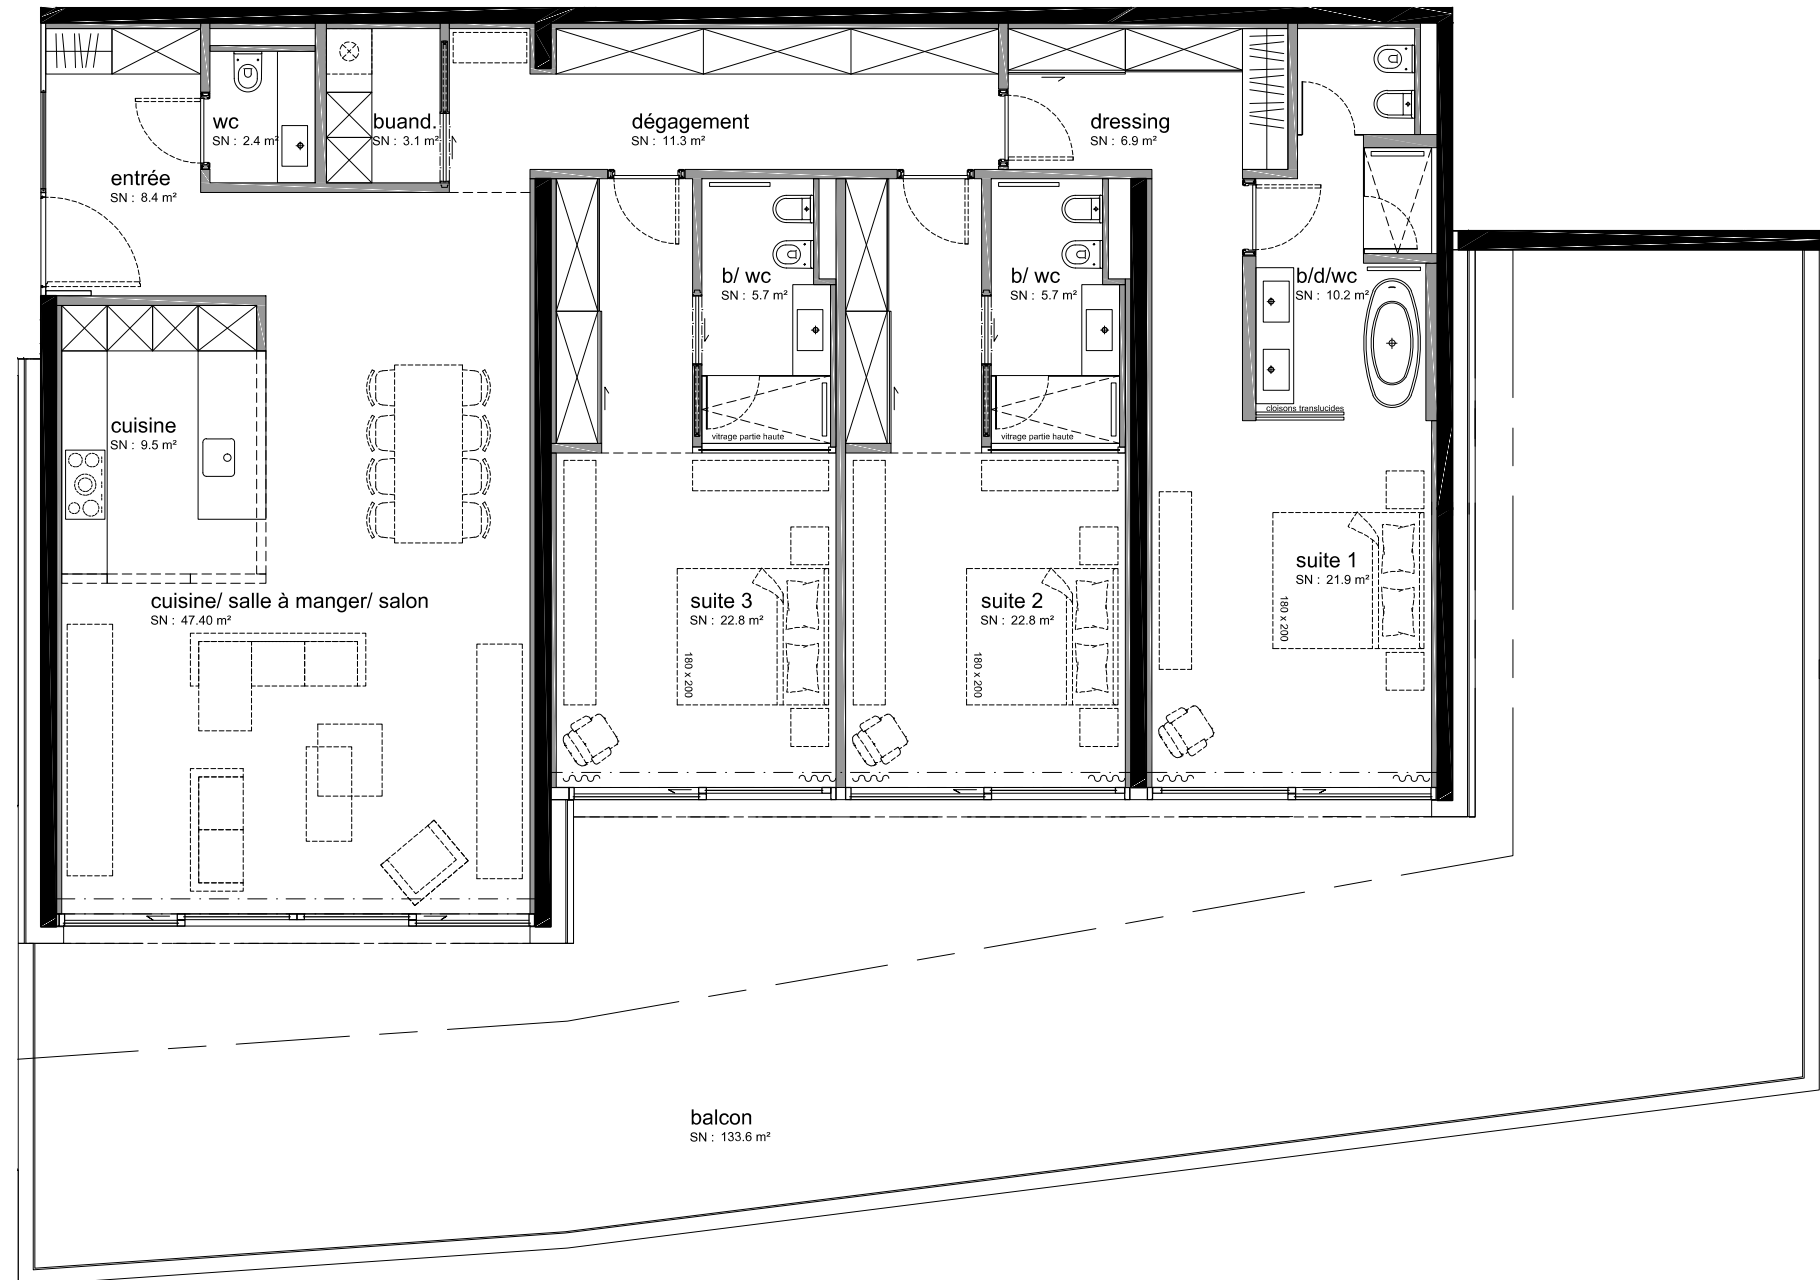 wc
SN : 2.4 m²
buand.
SN : 3.1 m²
dégagement
SN : 11.3 m²
dressing
SN : 6.9 m²
entrée
SN : 8.4 m²
b/ wc
SN : 5.7 m²
b/ wc
SN : 5.7 m²
b/d/wc
SN : 10.2 m²
cloisons translucides
cuisine
SN : 9.5 m²
vitrage partie haute
vitrage partie haute
suite 1
SN : 21.9 m²
180 x 200
cuisine/ salle à manger/ salon
SN : 47.40 m²
suite 3
SN : 22.8 m²
180 x 200
suite 2
SN : 22.8 m²
180 x 200
balcon
SN : 133.6 m²